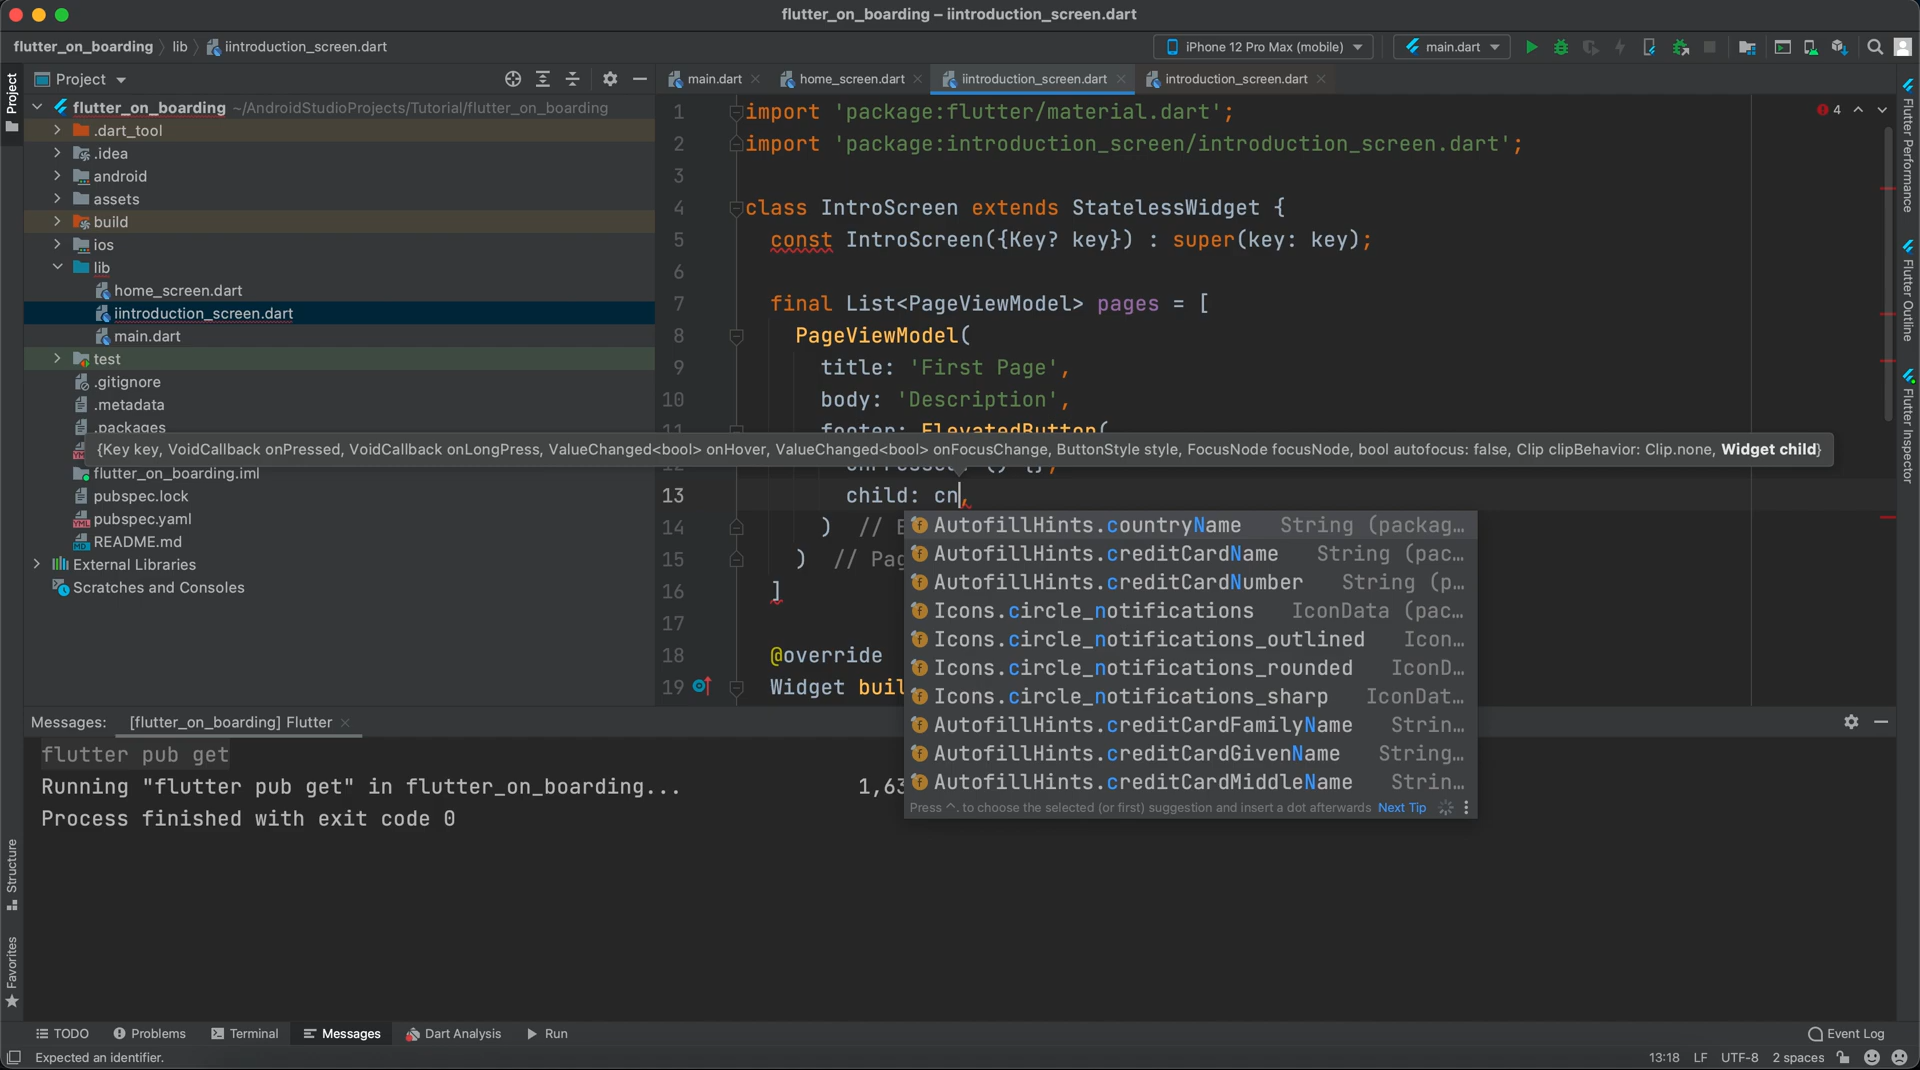 flutter_on_boarding – iintroduction_screen.dart
flutter_on_boarding lib iintroduction_screen.dart
iPhone 12 Pro Max (mobile) main.dart
Project
Project
main.dart home_screen.dart iintroduction_screen.dart introduction_screen.dart
flutter_on_boarding ~/AndroidStudioProjects/Tutorial/flutter_on_boarding
.dart_tool
.idea
android
assets
build
ios
lib
home_screen.dart
iintroduction_screen.dart
main.dart
test
.gitignore
.metadata
.packages
flutter_on_boarding.iml
pubspec.lock
pubspec.yaml
README.md
External Libraries
Scratches and Consoles
4
1 import 'package:flutter/material.dart';
2 import 'package:introduction_screen/introduction_screen.dart';
3
4 class IntroScreen extends StatelessWidget {
5 const IntroScreen({Key? key}) : super(key: key);
6
7 final List<PageViewModel> pages = [
8 PageViewModel(
9 title: 'First Page',
10 body: 'Description',
11 footer: ElevatedButton(
{Key key, VoidCallback onPressed, VoidCallback onLongPress, ValueChanged<bool> onHover, ValueChanged<bool> onFocusChange, ButtonStyle style, FocusNode focusNode, bool autofocus: false, Clip clipBehavior: Clip.none, Widget child}
12 onPressed: () {},
13 child: cn,
14 ) // E
15 ) // Pag
16 ]
17
18 @override
19 Widget buil
AutofillHints.countryName String (packag...
AutofillHints.creditCardName String (pac...
AutofillHints.creditCardNumber String (p...
Icons.circle_notifications IconData (pac...
Icons.circle_notifications_outlined Icon...
Icons.circle_notifications_rounded IconD...
Icons.circle_notifications_sharp IconDat...
AutofillHints.creditCardFamilyName Strin...
AutofillHints.creditCardGivenName String...
AutofillHints.creditCardMiddleName Strin...
Press ^. to choose the selected (or first) suggestion and insert a dot afterwards Next Tip
Flutter Performance
Flutter Outline
Flutter Inspector
Messages: [flutter_on_boarding] Flutter
flutter pub get
Running "flutter pub get" in flutter_on_boarding... 1,63
Process finished with exit code 0
Structure
Favorites
TODO Problems Terminal Messages Dart Analysis Run Event Log
Expected an identifier. 13:18 LF UTF-8 2 spaces